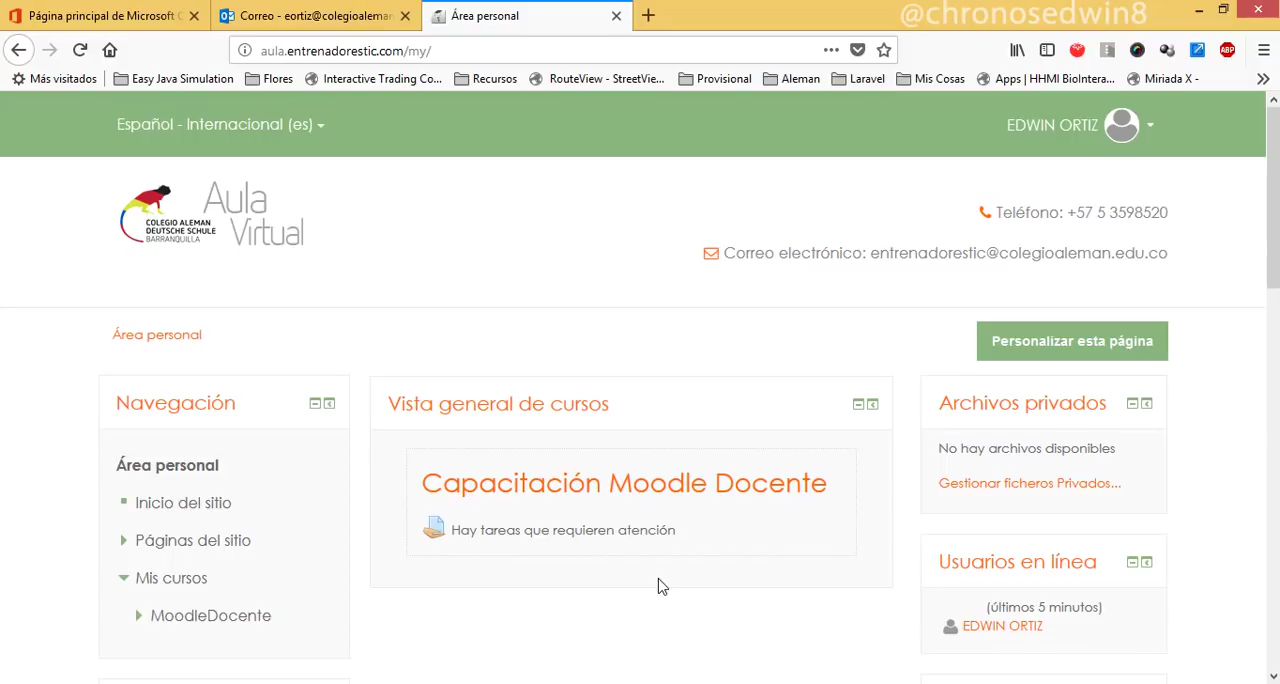 Página principal de Microsoft O
Correo - eortiz@colegioaleman
Área personal
@chronosedwin8
aula.entrenadorestic.com/my/
ABP
Más visitados
Easy Java Simulation
Flores
Interactive Trading Co...
Recursos
RouteView - StreetVie...
Provisional
Aleman
Laravel
Mis Cosas
Apps | HHMI BioIntera...
Miriada X -
Español - Internacional (es)
EDWIN ORTIZ
COLEGIO ALEMAN
DEUTSCHE SCHULE
BARRANQUILLA
Aula
Virtual
Teléfono: +57 5 3598520
Correo electrónico: entrenadorestic@colegioaleman.edu.co
Área personal
Personalizar esta página
Navegación
Área personal
Inicio del sitio
Páginas del sitio
Mis cursos
MoodleDocente
Vista general de cursos
Capacitación Moodle Docente
Hay tareas que requieren atención
Archivos privados
No hay archivos disponibles
Gestionar ficheros Privados...
Usuarios en línea
(últimos 5 minutos)
EDWIN ORTIZ